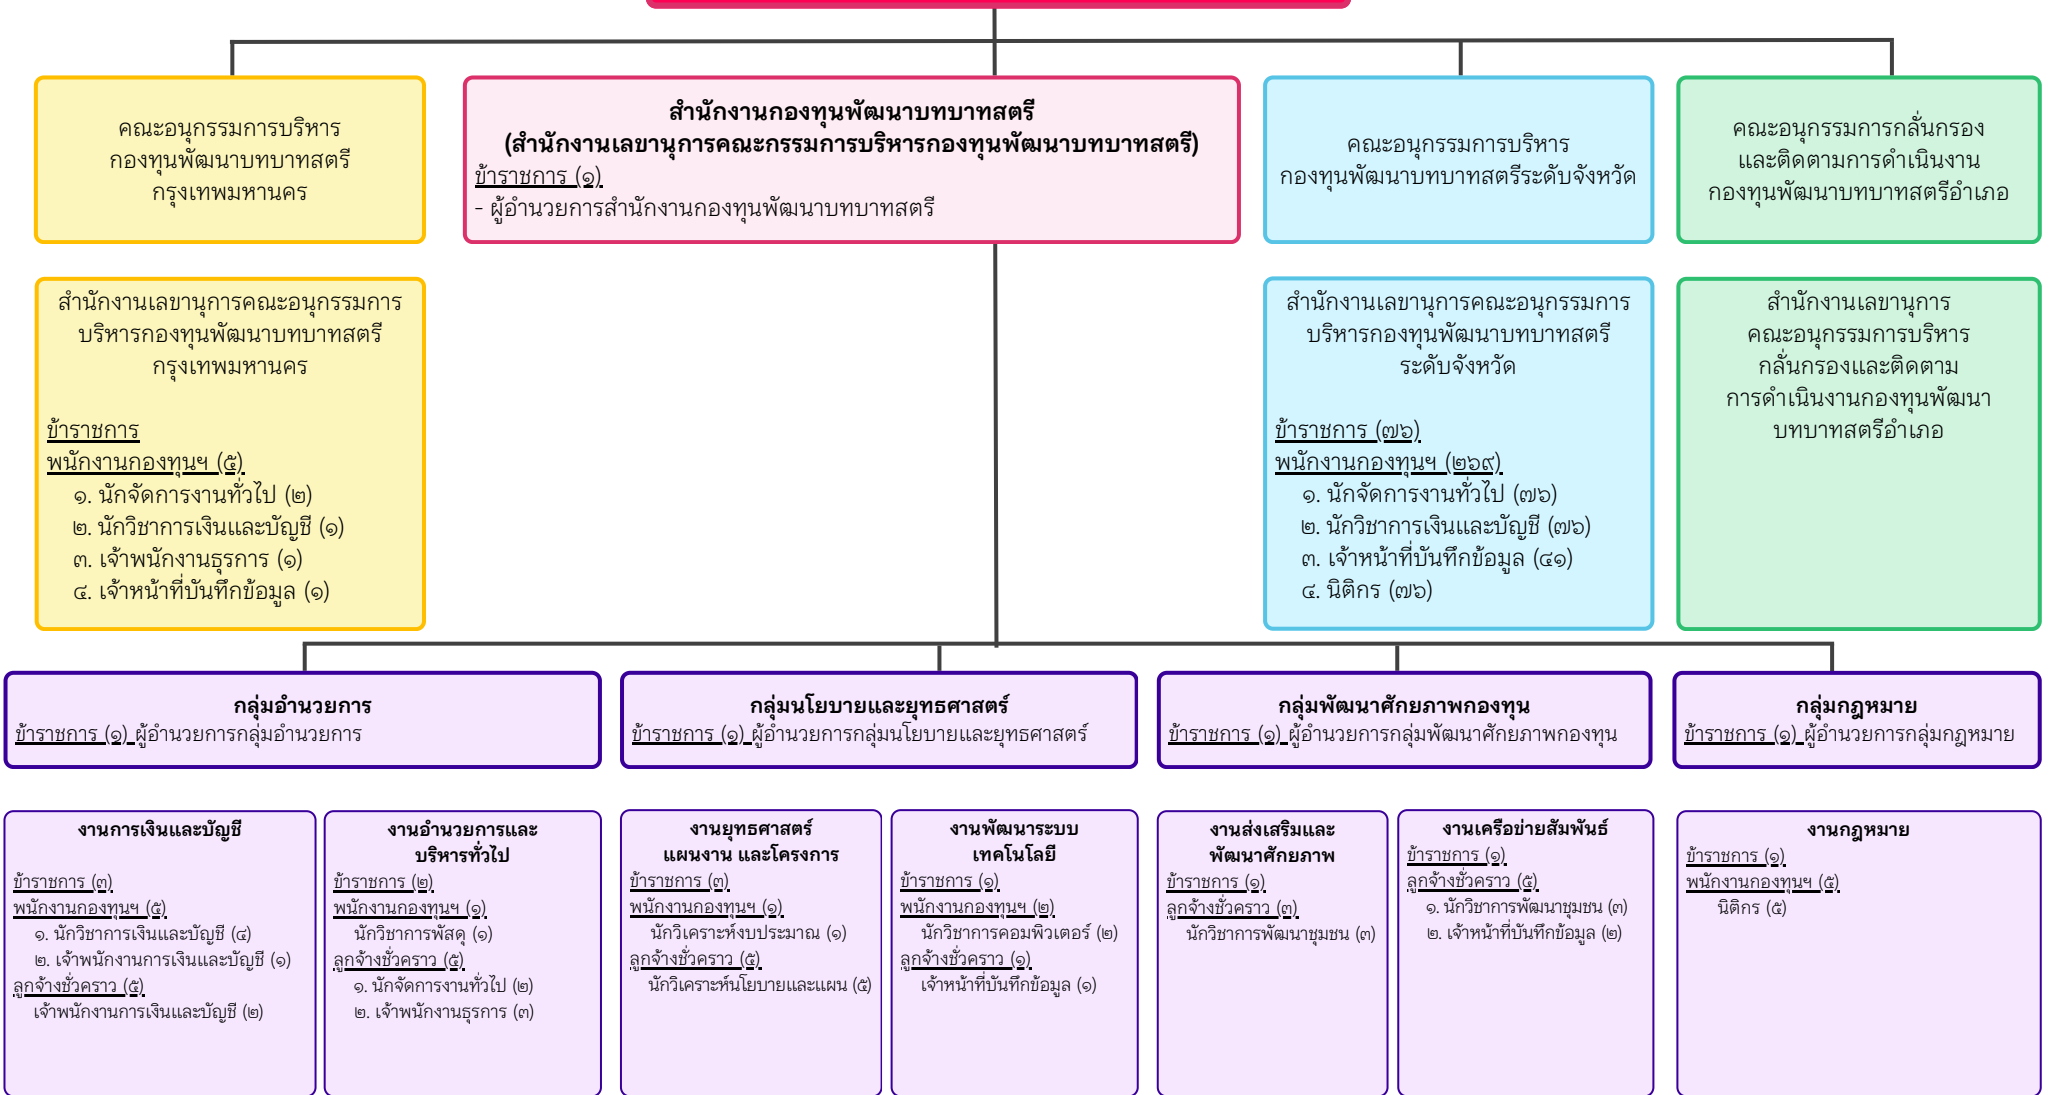 คณะอนุกรรมการบริหาร
กองทุนพัฒนาบทบาทสตรี
กรุงเทพมหานคร
สำนักงานกองทุนพัฒนาบทบาทสตรี
(สำนักงานเลขานุการคณะกรรมการบริหารกองทุนพัฒนาบทบาทสตรี)
ข้าราชการ (๑)
- ผู้อำนวยการสำนักงานกองทุนพัฒนาบทบาทสตรี
คณะอนุกรรมการบริหาร
กองทุนพัฒนาบทบาทสตรีระดับจังหวัด
คณะอนุกรรมการกลั่นกรอง
และติดตามการดำเนินงาน
กองทุนพัฒนาบทบาทสตรีอำเภอ
สำนักงานเลขานุการคณะอนุกรรมการ
บริหารกองทุนพัฒนาบทบาทสตรี
กรุงเทพมหานคร
ข้าราชการ
พนักงานกองทุนฯ (๕)
๑. นักจัดการงานทั่วไป (๒)
๒. นักวิชาการเงินและบัญชี (๑)
๓. เจ้าพนักงานธุรการ (๑)
๔. เจ้าหน้าที่บันทึกข้อมูล (๑)
สำนักงานเลขานุการคณะอนุกรรมการ
บริหารกองทุนพัฒนาบทบาทสตรี
ระดับจังหวัด
ข้าราชการ (๗๖)
พนักงานกองทุนฯ (๒๖๙)
๑. นักจัดการงานทั่วไป (๗๖)
๒. นักวิชาการเงินและบัญชี (๗๖)
๓. เจ้าหน้าที่บันทึกข้อมูล (๔๑)
๔. นิติกร (๗๖)
สำนักงานเลขานุการ
คณะอนุกรรมการบริหาร
กลั่นกรองและติดตาม
การดำเนินงานกองทุนพัฒนา
บทบาทสตรีอำเภอ
กลุ่มอำนวยการ
ข้าราชการ (๑) ผู้อำนวยการกลุ่มอำนวยการ
กลุ่มนโยบายและยุทธศาสตร์
ข้าราชการ (๑) ผู้อำนวยการกลุ่มนโยบายและยุทธศาสตร์
กลุ่มพัฒนาศักยภาพกองทุน
ข้าราชการ (๑) ผู้อำนวยการกลุ่มพัฒนาศักยภาพกองทุน
กลุ่มกฎหมาย
ข้าราชการ (๑) ผู้อำนวยการกลุ่มกฎหมาย
งานการเงินและบัญชี
ข้าราชการ (๓)
พนักงานกองทุนฯ (๕)
๑. นักวิชาการเงินและบัญชี (๔)
๒. เจ้าพนักงานการเงินและบัญชี (๑)
ลูกจ้างชั่วคราว (๕)
เจ้าพนักงานการเงินและบัญชี (๒)
งานอำนวยการและ
บริหารทั่วไป
ข้าราชการ (๒)
พนักงานกองทุนฯ (๑)
นักวิชาการพัสดุ (๑)
ลูกจ้างชั่วคราว (๕)
๑. นักจัดการงานทั่วไป (๒)
๒. เจ้าพนักงานธุรการ (๓)
งานยุทธศาสตร์
แผนงาน และโครงการ
ข้าราชการ (๓)
พนักงานกองทุนฯ (๑)
นักวิเคราะห์งบประมาณ (๑)
ลูกจ้างชั่วคราว (๕)
นักวิเคราะห์นโยบายและแผน (๕)
งานพัฒนาระบบ
เทคโนโลยี
ข้าราชการ (๑)
พนักงานกองทุนฯ (๒)
นักวิชาการคอมพิวเตอร์ (๒)
ลูกจ้างชั่วคราว (๑)
เจ้าหน้าที่บันทึกข้อมูล (๑)
งานส่งเสริมและ
พัฒนาศักยภาพ
ข้าราชการ (๑)
ลูกจ้างชั่วคราว (๓)
นักวิชาการพัฒนาชุมชน (๓)
งานเครือข่ายสัมพันธ์
ข้าราชการ (๑)
ลูกจ้างชั่วคราว (๕)
๑. นักวิชาการพัฒนาชุมชน (๓)
๒. เจ้าหน้าที่บันทึกข้อมูล (๒)
งานกฎหมาย
ข้าราชการ (๑)
พนักงานกองทุนฯ (๕)
นิติกร (๕)